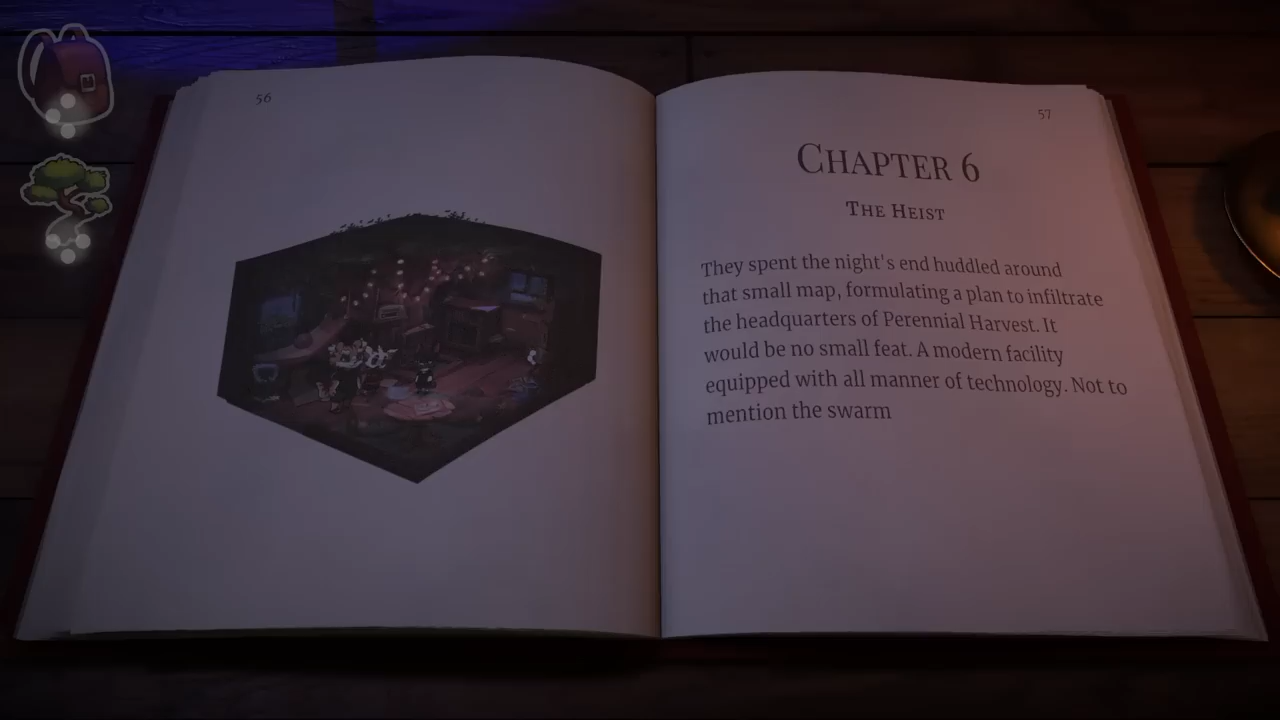 56
57
Chapter 6
The Heist
They spent the night's end huddled around
that small map, formulating a plan to infiltrate
the headquarters of Perennial Harvest. It
would be no small feat. A modern facility
equipped with all manner of technology. Not to
mention the swarm